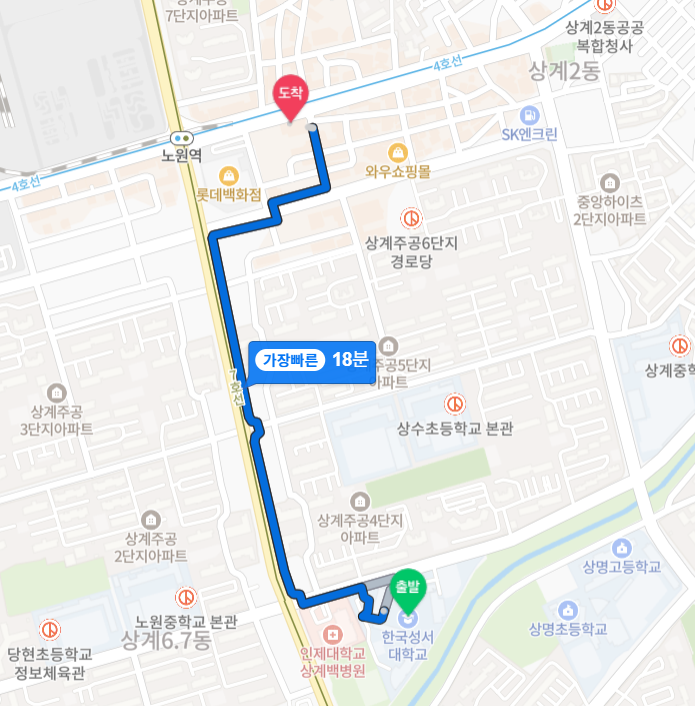 상계주공
7단지아파트
상계2동공공
복합청사
4호선
상계2동
도착
SK엔크린
노원역
와우쇼핑몰
4호선
롯데백화점
중앙하이츠
2단지아파트
상계주공6단지
경로당
가장빠른 18분
공5단지
아파트
상계중학
7호선
상계주공
3단지아파트
상수초등학교 본관
상계주공4단지
아파트
상계주공
2단지아파트
상명고등학교
출발
노원중학교 본관
상계6.7동
상명초등학교
한국성서
대학교
당현초등학교
정보체육관
인제대학교
상계백병원